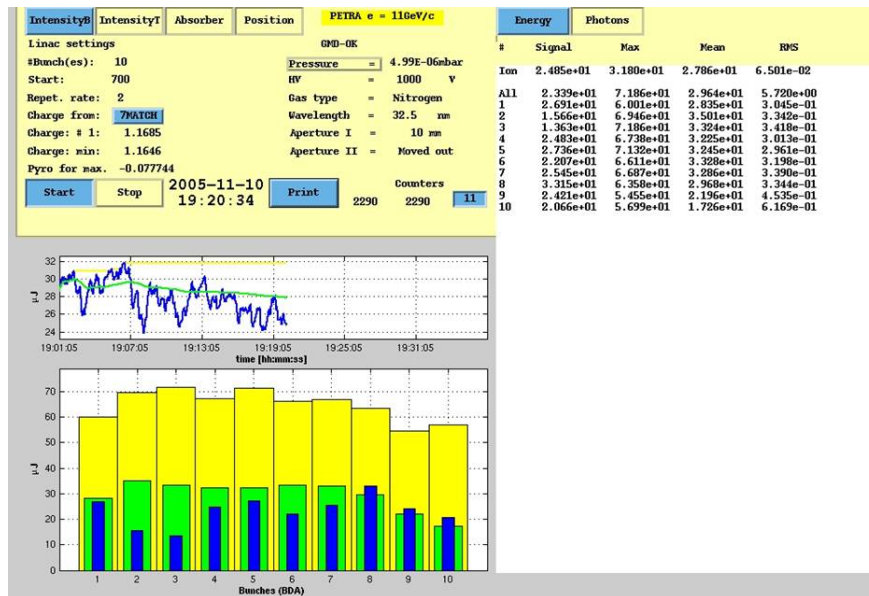 IntensityB IntensityT Absorber Position PETRA e = 11GeV/c
Linac settings GMD-OK
#Bunch(es): 10 Pressure = 4.99E-06mbar
Start: 700 HV = 1000 V
Repet. rate: 2 Gas type = Nitrogen
Charge from: 7MATCH Wavelength = 32.5 nm
Charge: # 1: 1.1685 Aperture I = 10 mm
Charge: min: 1.1646 Aperture II = Moved out
Pyro for max. -0.077744
Start Stop 2005-11-10 Print Counters
19:20:34 2290 2290 11
Energy Photons
# Signal Max Mean RMS
Ion 2.485e+01 3.180e+01 2.786e+01 6.501e-02
All 2.339e+01 7.186e+01 2.964e+01 5.720e+00
1 2.691e+01 6.001e+01 2.835e+01 3.045e-01
2 1.566e+01 6.946e+01 3.501e+01 3.342e-01
3 1.363e+01 7.186e+01 3.324e+01 3.418e-01
4 2.483e+01 6.738e+01 3.225e+01 3.013e-01
5 2.736e+01 7.132e+01 3.245e+01 2.961e-01
6 2.207e+01 6.611e+01 3.328e+01 3.198e-01
7 2.545e+01 6.687e+01 3.286e+01 3.390e-01
8 3.315e+01 6.358e+01 2.968e+01 3.344e-01
9 2.421e+01 5.455e+01 2.196e+01 4.535e-01
10 2.066e+01 5.699e+01 1.726e+01 6.169e-01
32
30
28
26
24
μJ
19:01:05 19:07:05 19:13:05 19:19:05 19:25:05 19:31:05
time [hh:mm:ss]
70
60
50
40
30
20
10
0
μJ
1 2 3 4 5 6 7 8 9 10
Bunches (BDA)